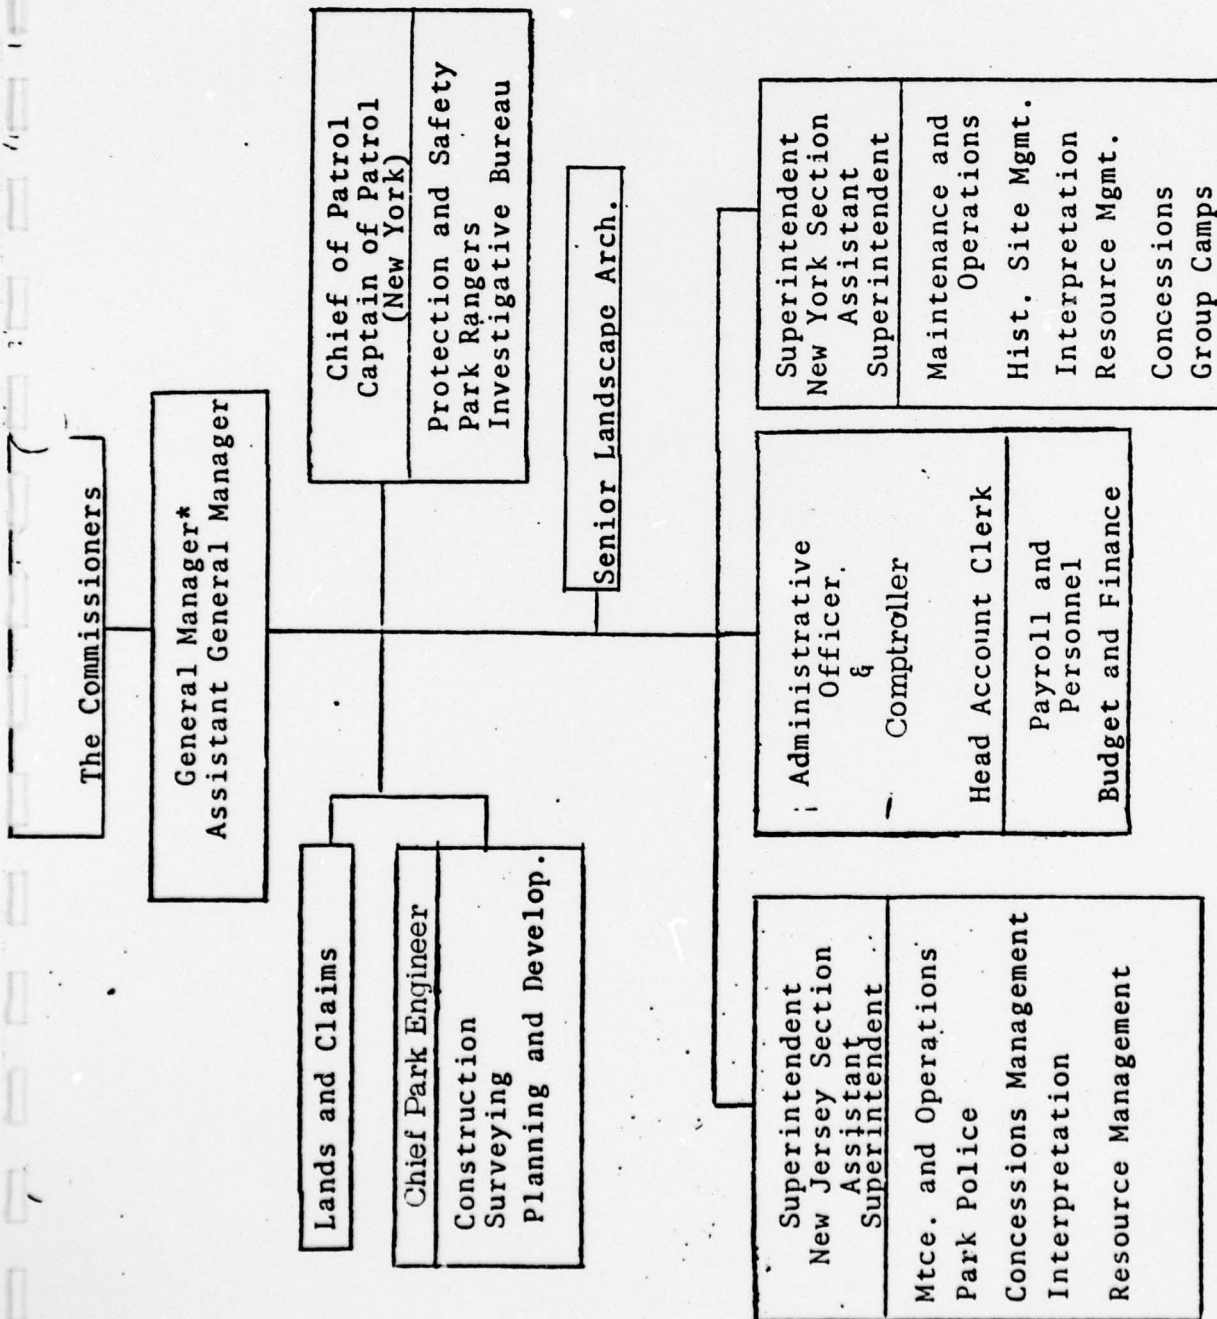 The Commissioners
General Manager*
Assistant General Manager
Lands and Claims
Chief Park Engineer
Construction
Surveying
Planning and Develop.
Chief of Patrol
Captain of Patrol
(New York)
Protection and Safety
Park Rangers
Investigative Bureau
Senior Landscape Arch.
Superintendent
New Jersey Section
Assistant
Superintendent
Mtce. and Operations
Park Police
Concessions Management
Interpretation
Resource Management
Administrative
Officer.
&
Comptroller
Head Account Clerk
Payroll and
Personnel
Budget and Finance
Superintendent
New York Section
Assistant
Superintendent
Maintenance and
Operations
Hist. Site Mgmt.
Interpretation
Resource Mgmt.
Concessions
Group Camps